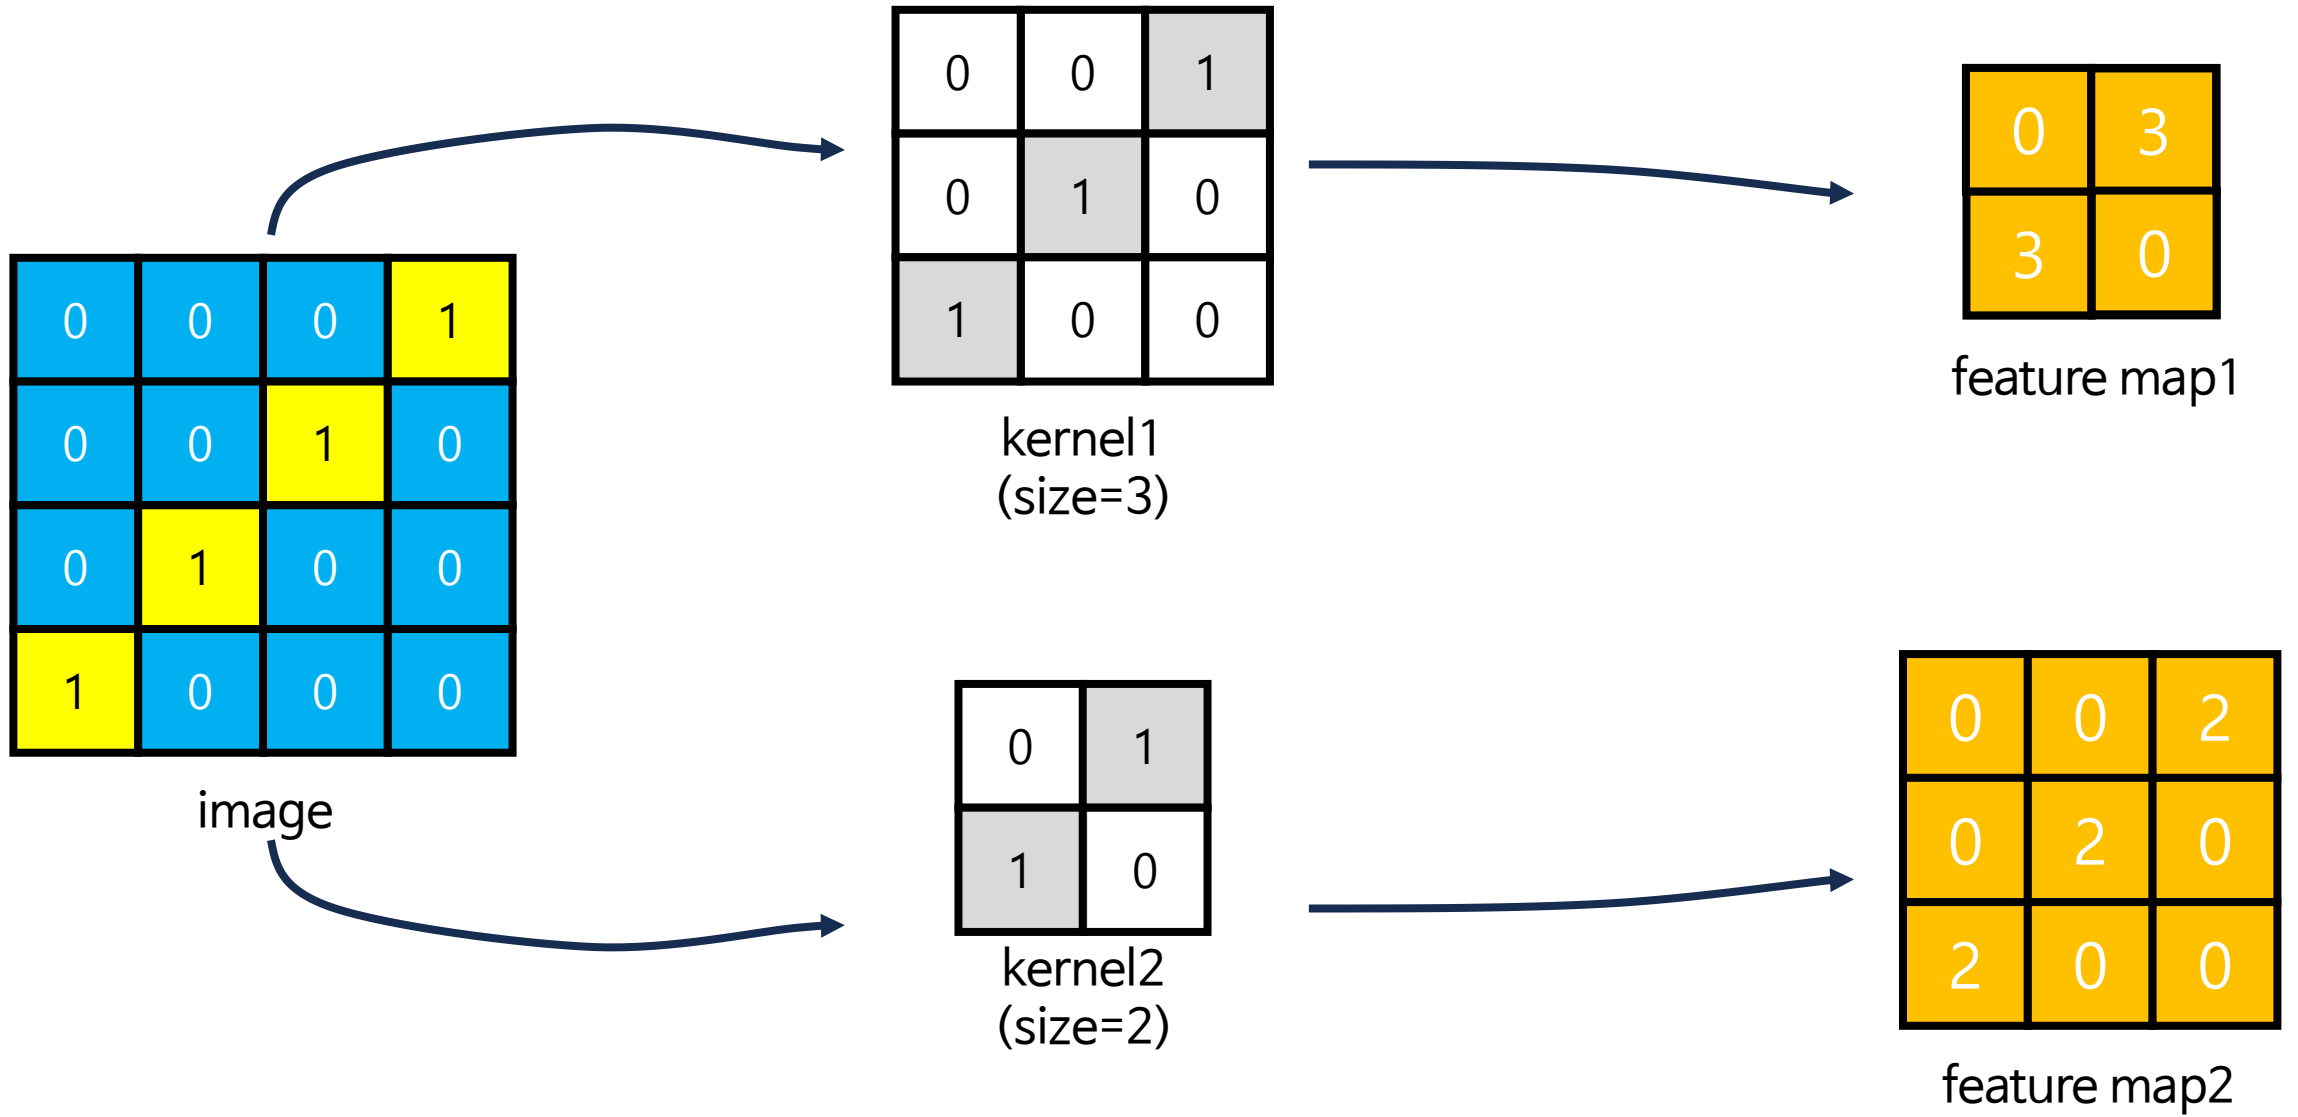 0 0 0 1
0 0 1 0
0 1 0 0
1 0 0 0
image
0 0 1
0 1 0
1 0 0
kernel1
(size=3)
0 3
3 0
feature map1
0 1
1 0
kernel2
(size=2)
0 0 2
0 2 0
2 0 0
feature map2